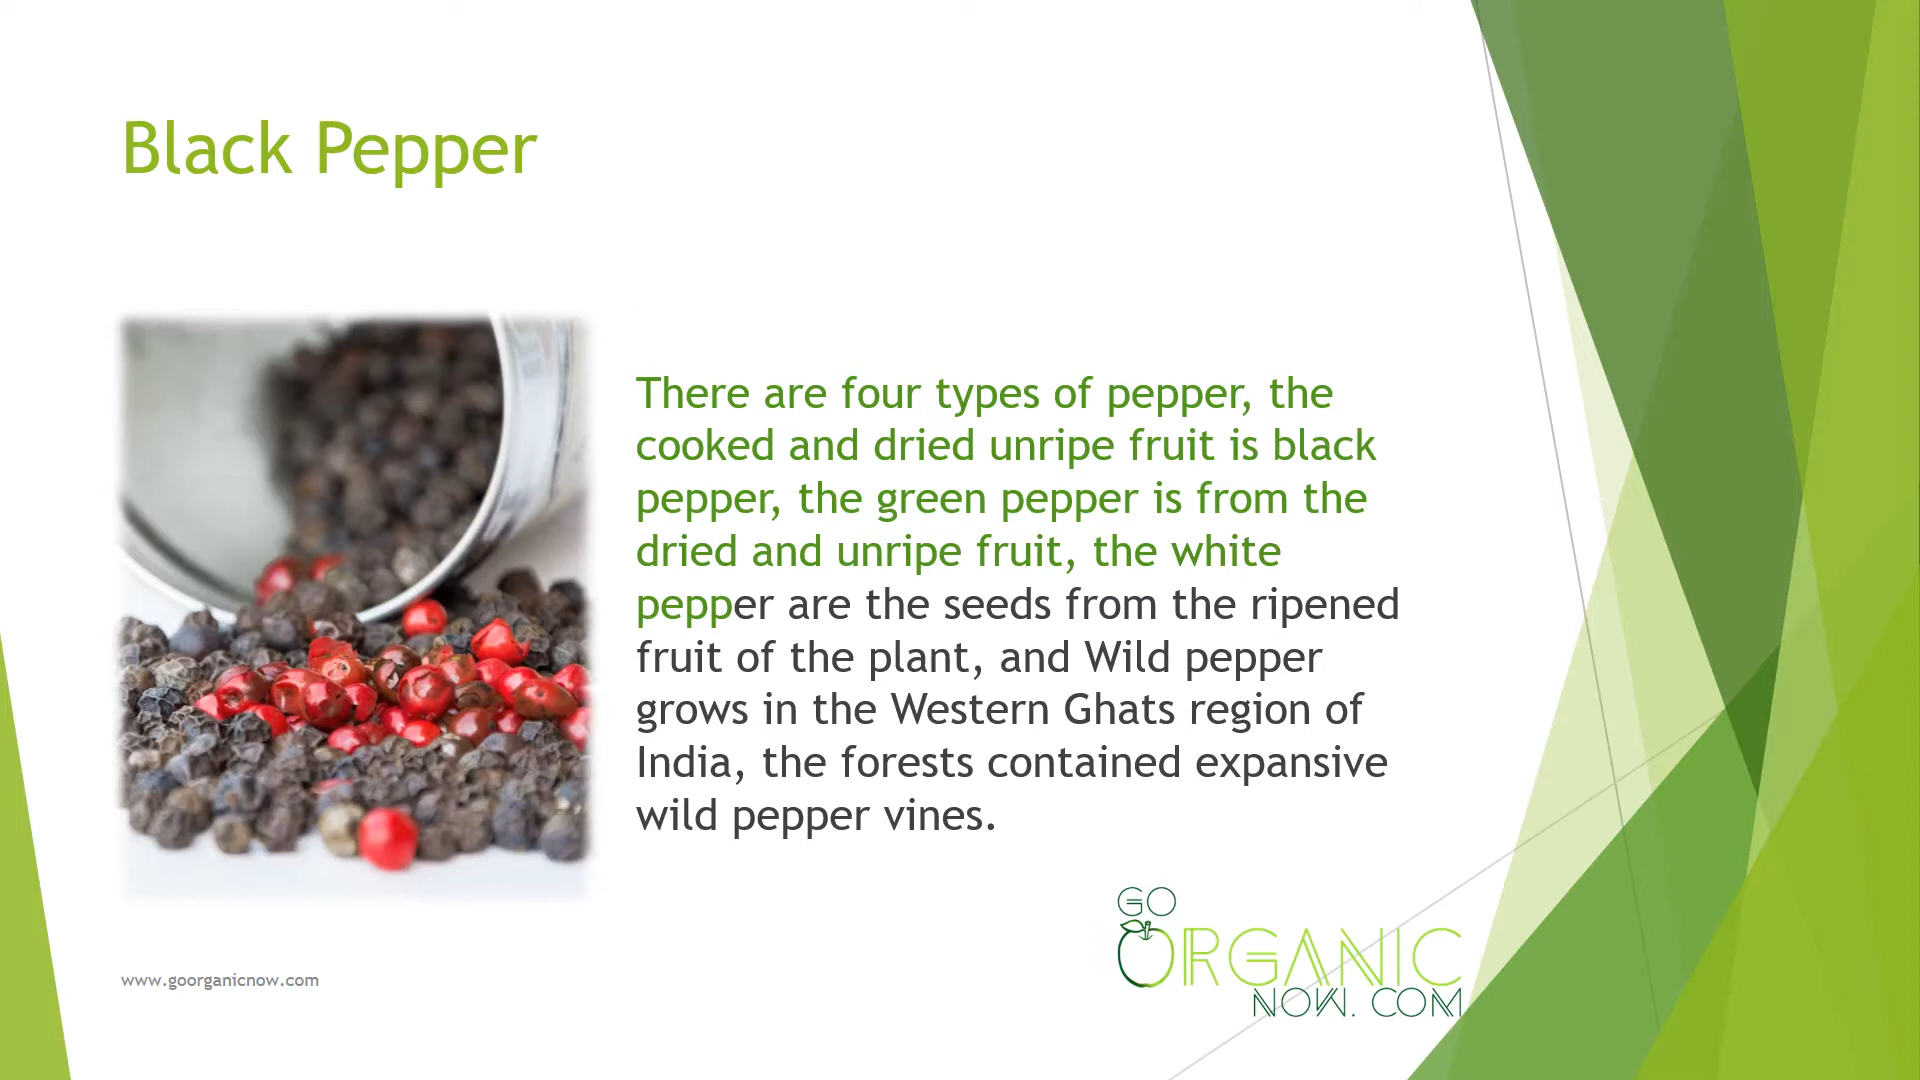 Black Pepper
There are four types of pepper, the
cooked and dried unripe fruit is black
pepper, the green pepper is from the
dried and unripe fruit, the white
pepper are the seeds from the ripened
fruit of the plant, and Wild pepper
grows in the Western Ghats region of
India, the forests contained expansive
wild pepper vines.
GO
ORGANIC
NOW. COM
www.goorganicnow.com